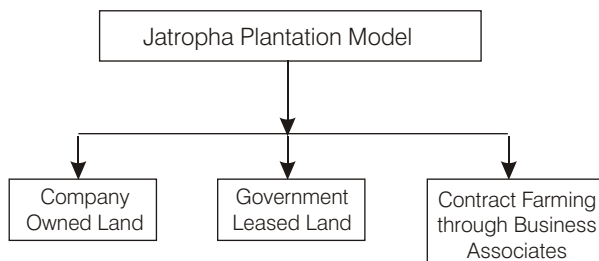 Jatropha Plantation Model
Company
Owned Land
Government
Leased Land
Contract Farming
through Business
Associates